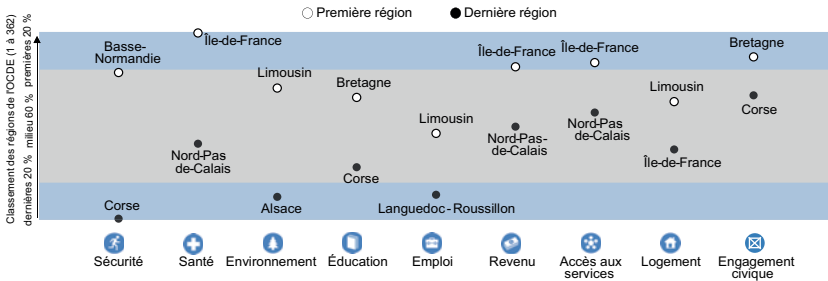 Première région
Dernière région
Classement des régions de l'OCDE (1 à 362)
dernières 20 % milieu 60 % premières 20 %
Basse-
Normandie
Île-de-France
Limousin
Bretagne
Limousin
Île-de-France
Île-de-France
Limousin
Bretagne
Corse
Nord-Pas
de-Calais
Alsace
Corse
Languedoc-Roussillon
Nord-Pas-
de-Calais
Nord-Pas
de-Calais
Île-de-France
Corse
Sécurité
Santé
Environnement
Éducation
Emploi
Revenu
Accès aux
services
Logement
Engagement
civique